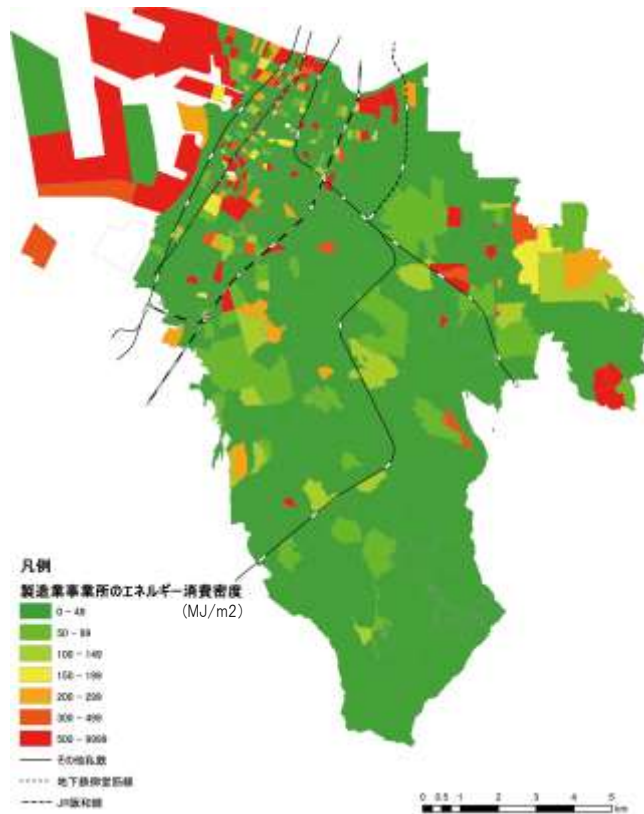 凡例
製造業事業所のエネルギー消費密度
(MJ/m2)
0 - 49
50 - 99
100 - 149
150 - 199
200 - 299
300 - 499
500 - 9999
その他私鉄
地下鉄御堂筋線
JR阪和線
0 0.5 1 2 3 4 5
km